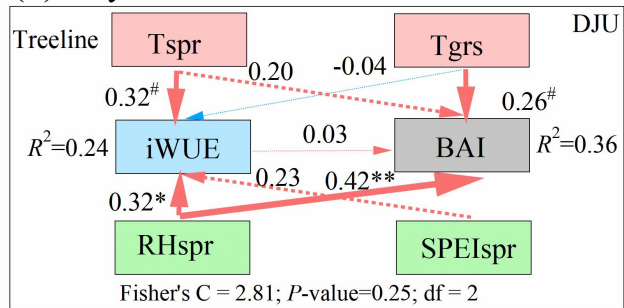 Treeline
DJU
Tspr
Tgrs
0.20
-0.04
0.32#
0.26#
R²=0.24
iWUE
0.03
BAI
R²=0.36
0.32*
0.23
0.42**
RHspr
SPEIspr
Fisher's C = 2.81; P-value=0.25; df = 2